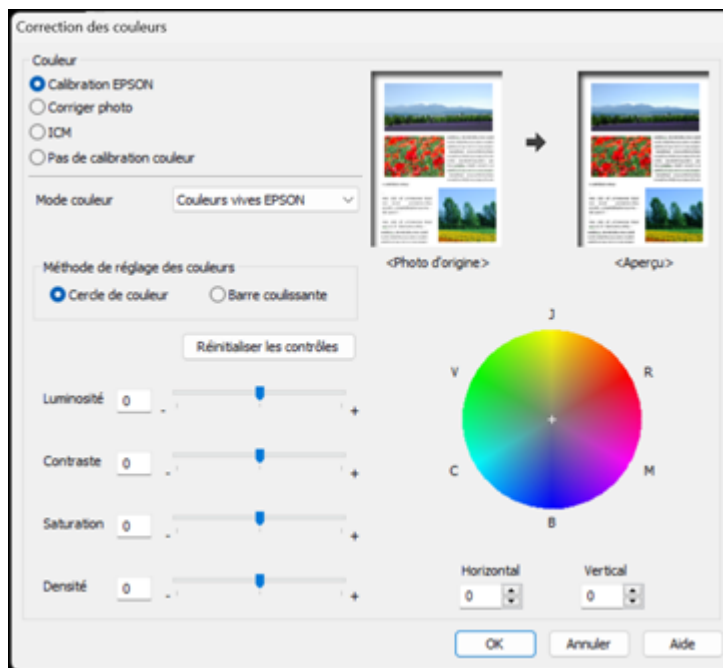 Correction des couleurs
Couleur
Calibration EPSON
Corriger photo
ICM
Pas de calibration couleur
Mode couleur
Couleurs vives EPSON
<Photo d'origine>
<Aperçu>
Méthode de réglage des couleurs
Cercle de couleur
Barre coulissante
Réinitialiser les contrôles
Luminosité 0 - +
Contraste 0 - +
Saturation 0 - +
Densité 0 - +
J
V R
C M
B
Horizontal Vertical
0 0
OK Annuler Aide